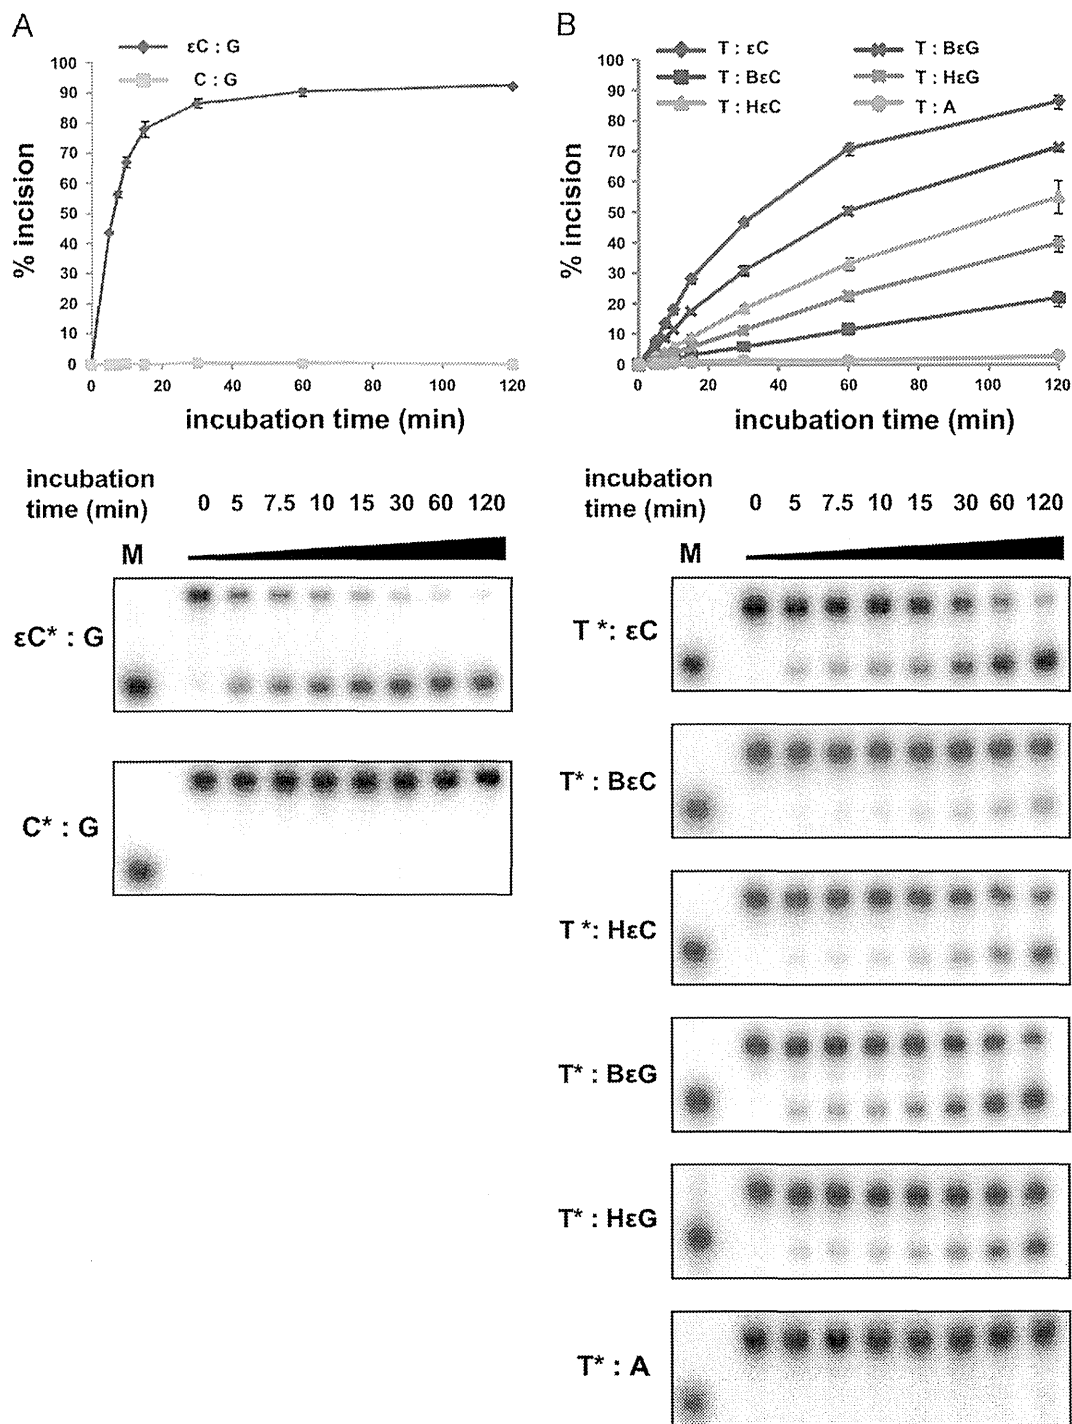 A
εC : G
C : G
100
90
80
70
60
50
40
30
20
10
0
% incision
0 20 40 60 80 100 120
incubation time (min)
incubation
time (min)
0 5 7.5 10 15 30 60 120
M
εC* : G
C* : G
B
T : εC
T : BεC
T : HεC
T : BεG
T : HεG
T : A
100
90
80
70
60
50
40
30
20
10
0
% incision
0 20 40 60 80 100 120
incubation time (min)
incubation
time (min)
0 5 7.5 10 15 30 60 120
M
T *: εC
T* : BεC
T *: HεC
T* : BεG
T* : HεG
T* : A